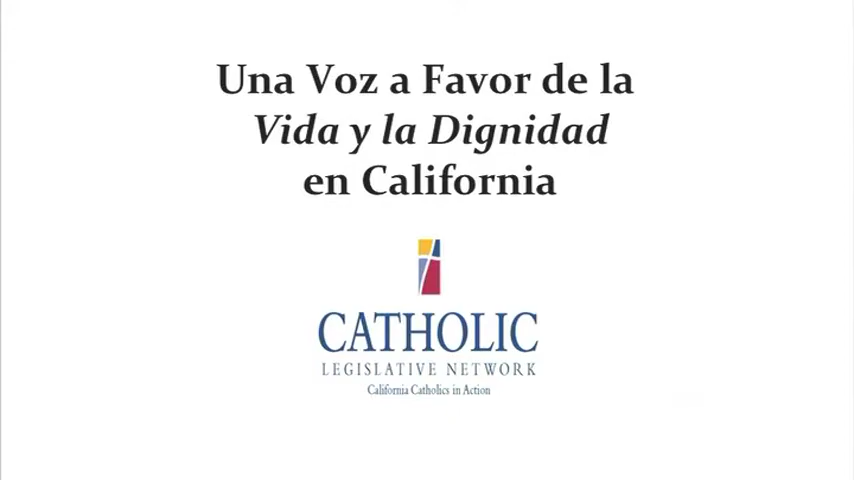 Una Voz a Favor de la
Vida y la Dignidad
en California
CATHOLIC
LEGISLATIVE NETWORK
California Catholics in Action